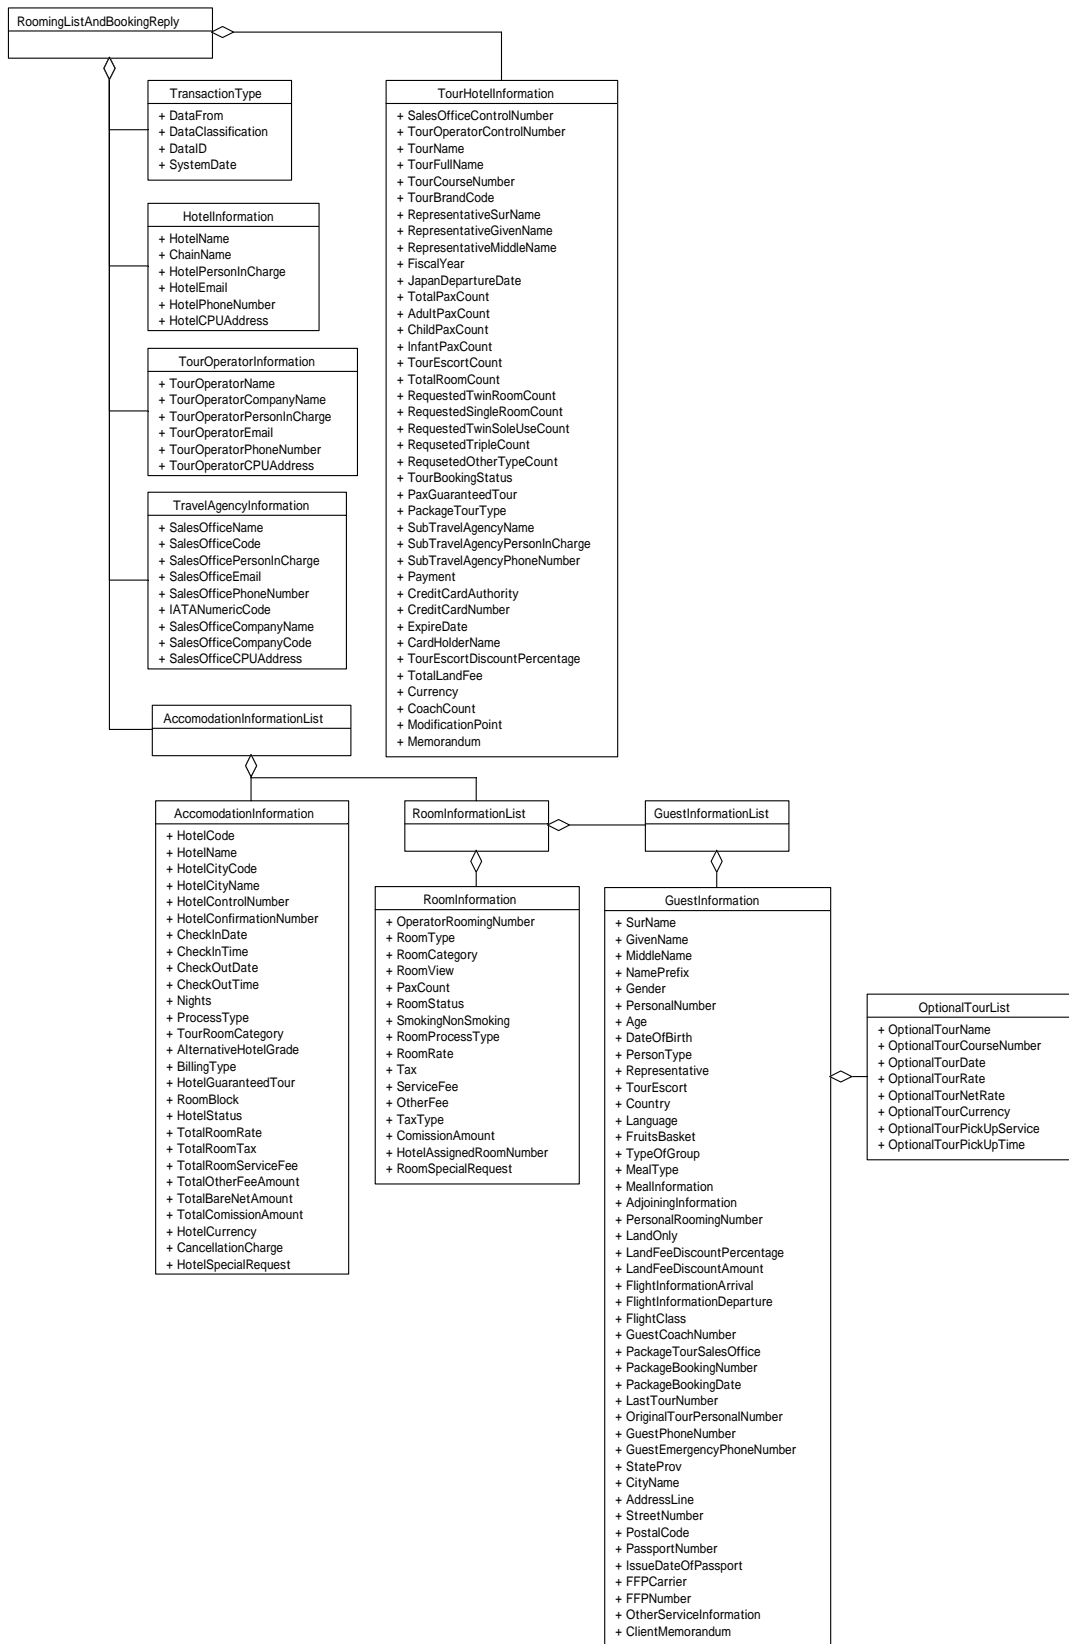 RoomingListAndBookingReply
TransactionType
+ DataFrom
+ DataClassification
+ DataID
+ SystemDate
HotelInformation
+ HotelName
+ ChainName
+ HotelPersonInCharge
+ HotelEmail
+ HotelPhoneNumber
+ HotelCPUAddress
TourOperatorInformation
+ TourOperatorName
+ TourOperatorCompanyName
+ TourOperatorPersonInCharge
+ TourOperatorEmail
+ TourOperatorPhoneNumber
+ TourOperatorCPUAddress
TravelAgencyInformation
+ SalesOfficeName
+ SalesOfficeCode
+ SalesOfficePersonInCharge
+ SalesOfficeEmail
+ SalesOfficePhoneNumber
+ IATANumericCode
+ SalesOfficeCompanyName
+ SalesOfficeCompanyCode
+ SalesOfficeCPUAddress
AccomodationInformationList
TourHotelInformation
+ SalesOfficeControlNumber
+ TourOperatorControlNumber
+ TourName
+ TourFullName
+ TourCourseNumber
+ TourBrandCode
+ RepresentativeSurName
+ RepresentativeGivenName
+ RepresentativeMiddleName
+ FiscalYear
+ JapanDepartureDate
+ TotalPaxCount
+ AdultPaxCount
+ ChildPaxCount
+ InfantPaxCount
+ TourEscortCount
+ TotalRoomCount
+ RequestedTwinRoomCount
+ RequestedSingleRoomCount
+ RequestedTwinSoleUseCount
+ RequsetedTripleCount
+ RequsetedOtherTypeCount
+ TourBookingStatus
+ PaxGuaranteedTour
+ PackageTourType
+ SubTravelAgencyName
+ SubTravelAgencyPersonInCharge
+ SubTravelAgencyPhoneNumber
+ Payment
+ CreditCardAuthority
+ CreditCardNumber
+ ExpireDate
+ CardHolderName
+ TourEscortDiscountPercentage
+ TotalLandFee
+ Currency
+ CoachCount
+ ModificationPoint
+ Memorandum
AccomodationInformation
+ HotelCode
+ HotelName
+ HotelCityCode
+ HotelCityName
+ HotelControlNumber
+ HotelConfirmationNumber
+ CheckInDate
+ CheckInTime
+ CheckOutDate
+ CheckOutTime
+ Nights
+ ProcessType
+ TourRoomCategory
+ AlternativeHotelGrade
+ BillingType
+ HotelGuaranteedTour
+ RoomBlock
+ HotelStatus
+ TotalRoomRate
+ TotalRoomTax
+ TotalRoomServiceFee
+ TotalOtherFeeAmount
+ TotalBareNetAmount
+ TotalComissionAmount
+ HotelCurrency
+ CancellationCharge
+ HotelSpecialRequest
RoomInformationList
RoomInformation
+ OperatorRoomingNumber
+ RoomType
+ RoomCategory
+ RoomView
+ PaxCount
+ RoomStatus
+ SmokingNonSmoking
+ RoomProcessType
+ RoomRate
+ Tax
+ ServiceFee
+ OtherFee
+ TaxType
+ ComissionAmount
+ HotelAssignedRoomNumber
+ RoomSpecialRequest
GuestInformationList
GuestInformation
+ SurName
+ GivenName
+ MiddleName
+ NamePrefix
+ Gender
+ PersonalNumber
+ Age
+ DateOfBirth
+ PersonType
+ Representative
+ TourEscort
+ Country
+ Language
+ FruitsBasket
+ TypeOfGroup
+ MealType
+ MealInformation
+ AdjoiningInformation
+ PersonalRoomingNumber
+ LandOnly
+ LandFeeDiscountPercentage
+ LandFeeDiscountAmount
+ FlightInformationArrival
+ FlightInformationDeparture
+ FlightClass
+ GuestCoachNumber
+ PackageTourSalesOffice
+ PackageBookingNumber
+ PackageBookingDate
+ LastTourNumber
+ OriginalTourPersonalNumber
+ GuestPhoneNumber
+ GuestEmergencyPhoneNumber
+ StateProv
+ CityName
+ AddressLine
+ StreetNumber
+ PostalCode
+ PassportNumber
+ IssueDateOfPassport
+ FFPCarrier
+ FFPNumber
+ OtherServiceInformation
+ ClientMemorandum
OptionalTourList
+ OptionalTourName
+ OptionalTourCourseNumber
+ OptionalTourDate
+ OptionalTourRate
+ OptionalTourNetRate
+ OptionalTourCurrency
+ OptionalTourPickUpService
+ OptionalTourPickUpTime